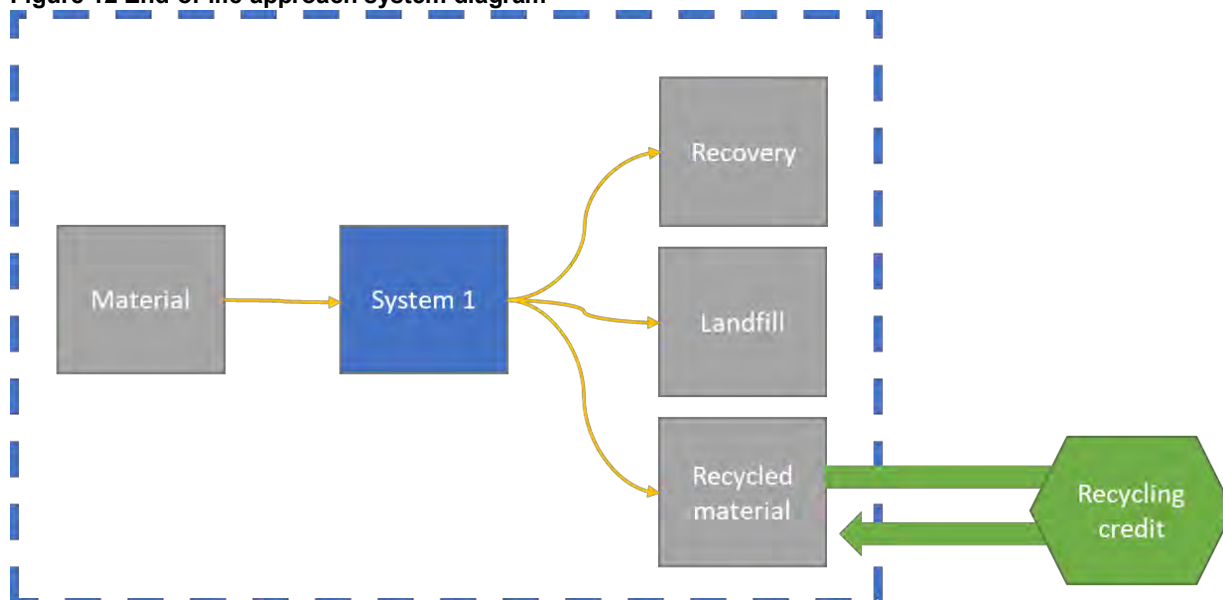 Figure 12 End-of-life approach system diagram
Recovery
Material
System 1
Landfill
Recycled
material
Recycling
credit